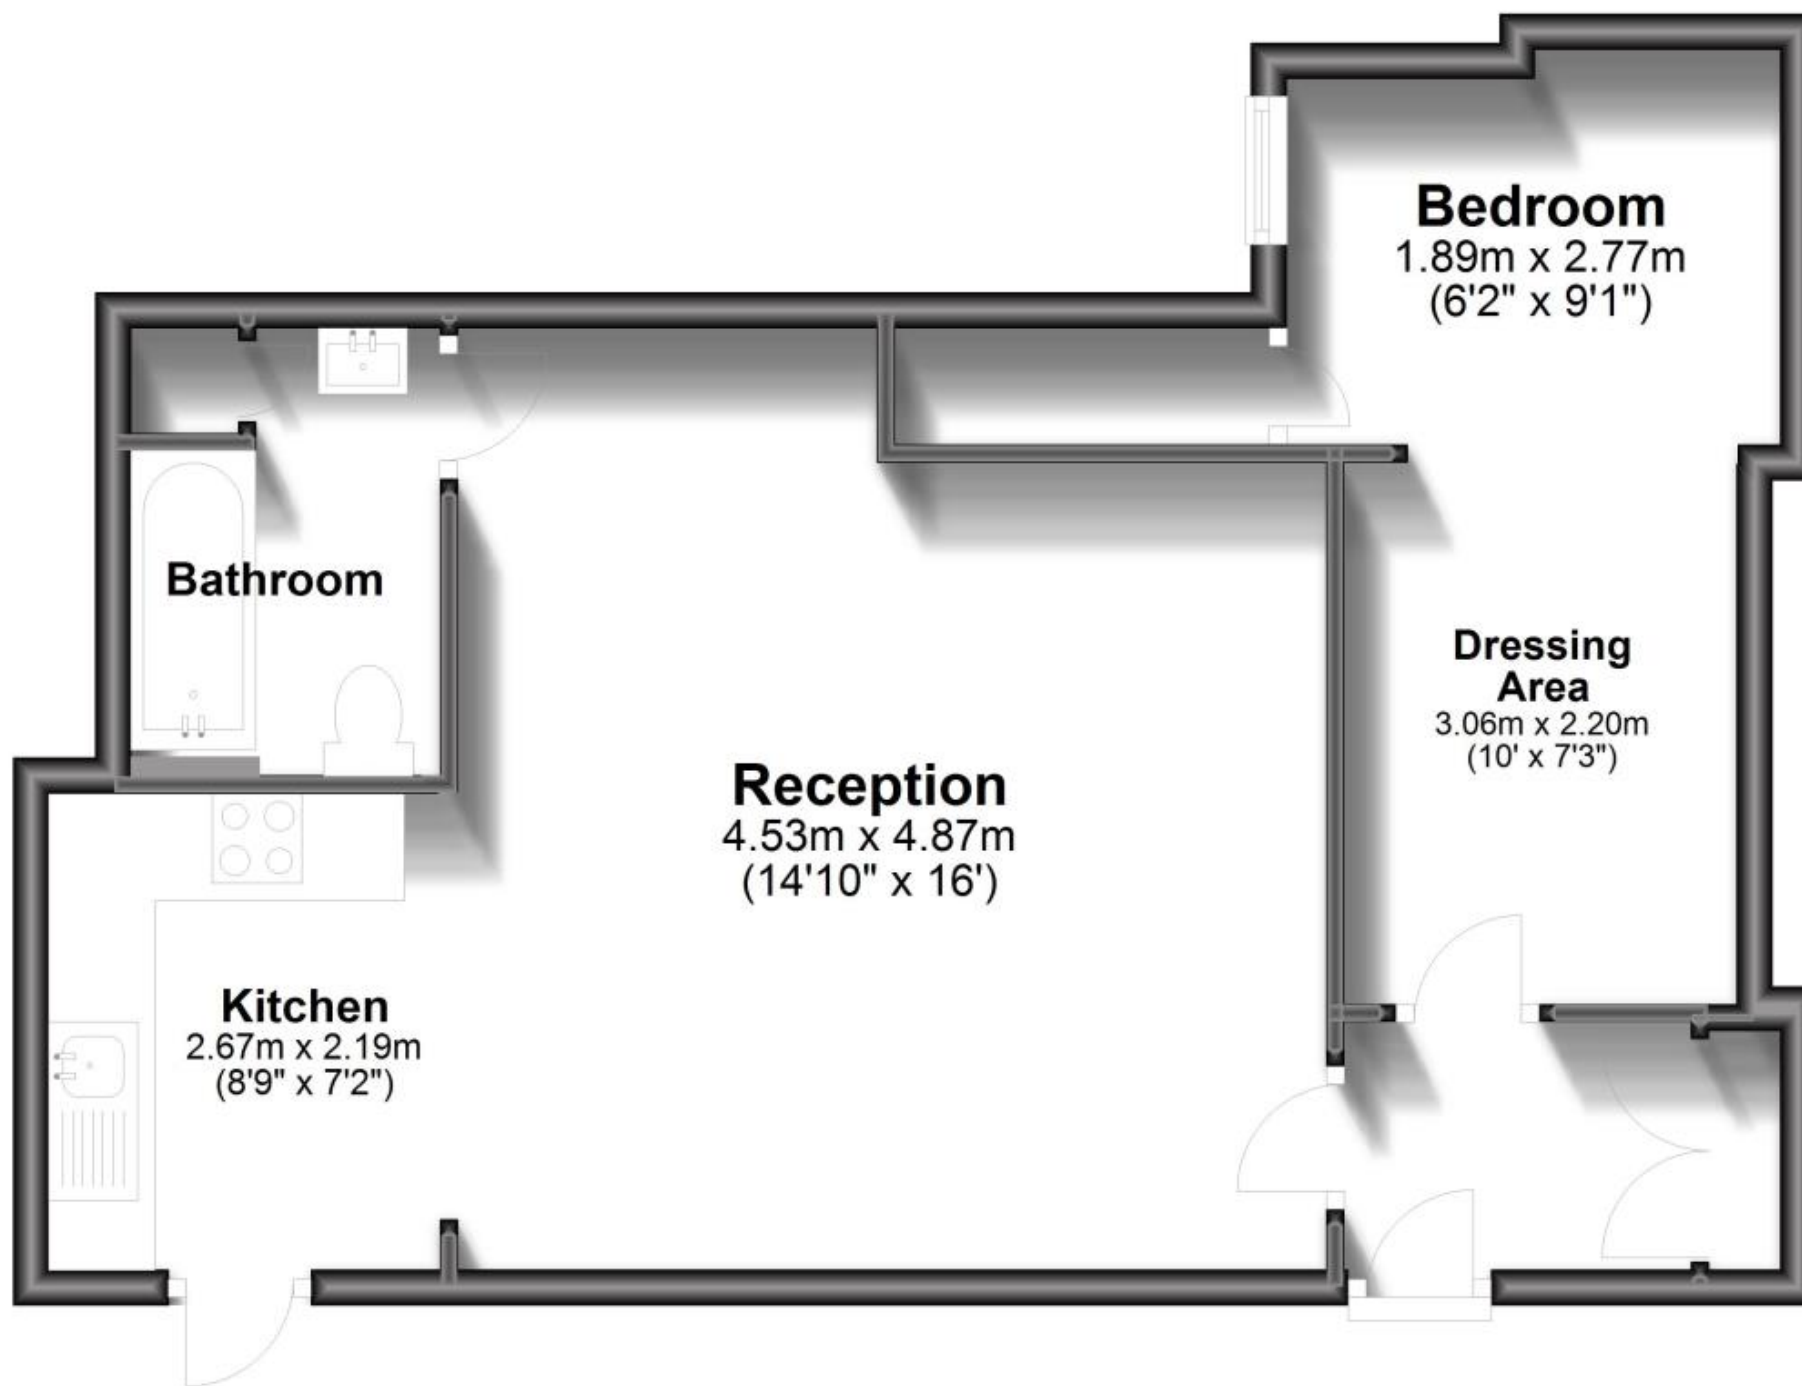 Bedroom
1.89m x 2.77m
(6'2" x 9'1")
Bathroom
Dressing
Area
3.06m x 2.20m
(10' x 7'3")
Reception
4.53m x 4.87m
(14'10" x 16')
Kitchen
2.67m x 2.19m
(8'9" x 7'2")